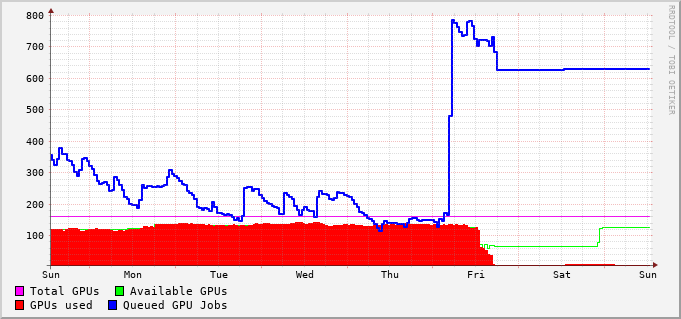 800
700
600
500
400
300
200
100
Sun Mon Tue Wed Thu Fri Sat Sun
Total GPUs Available GPUs
GPUs used Queued GPU Jobs
RRDTOOL / TOBI OETIKER